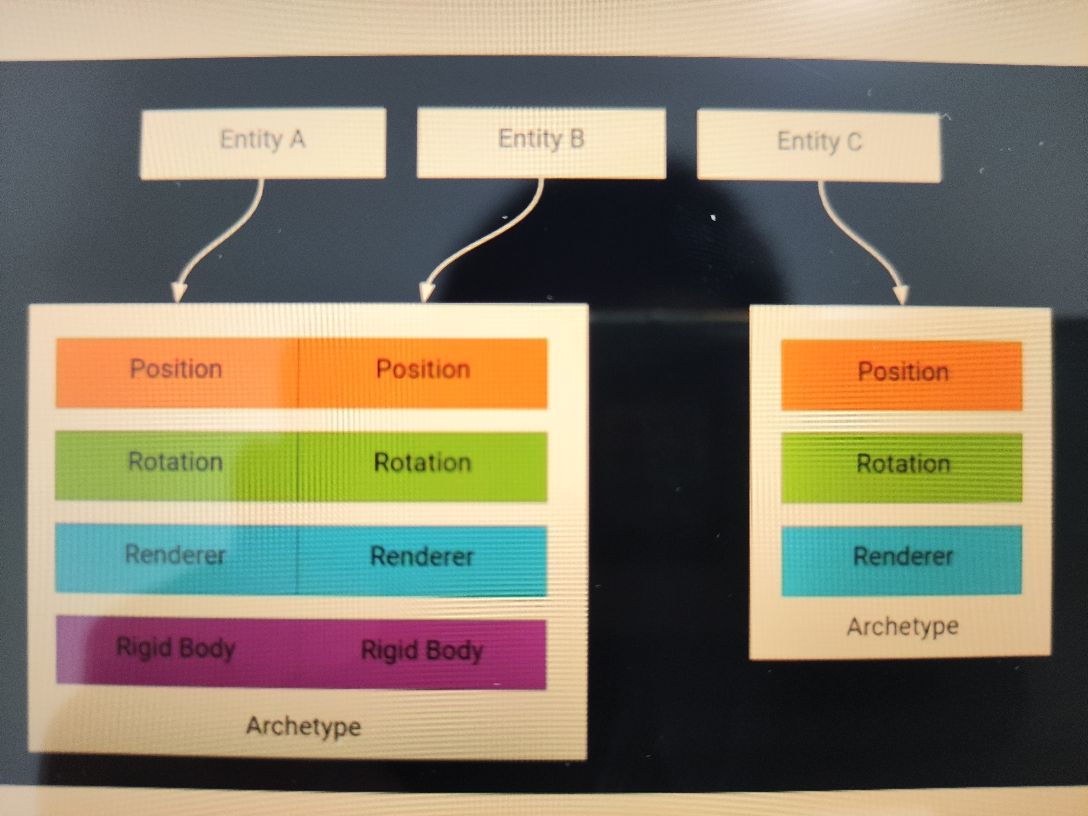 Entity A
Entity B
Entity C
Position Position
Rotation Rotation
Renderer Renderer
Rigid Body Rigid Body
Archetype
Position
Rotation
Renderer
Archetype